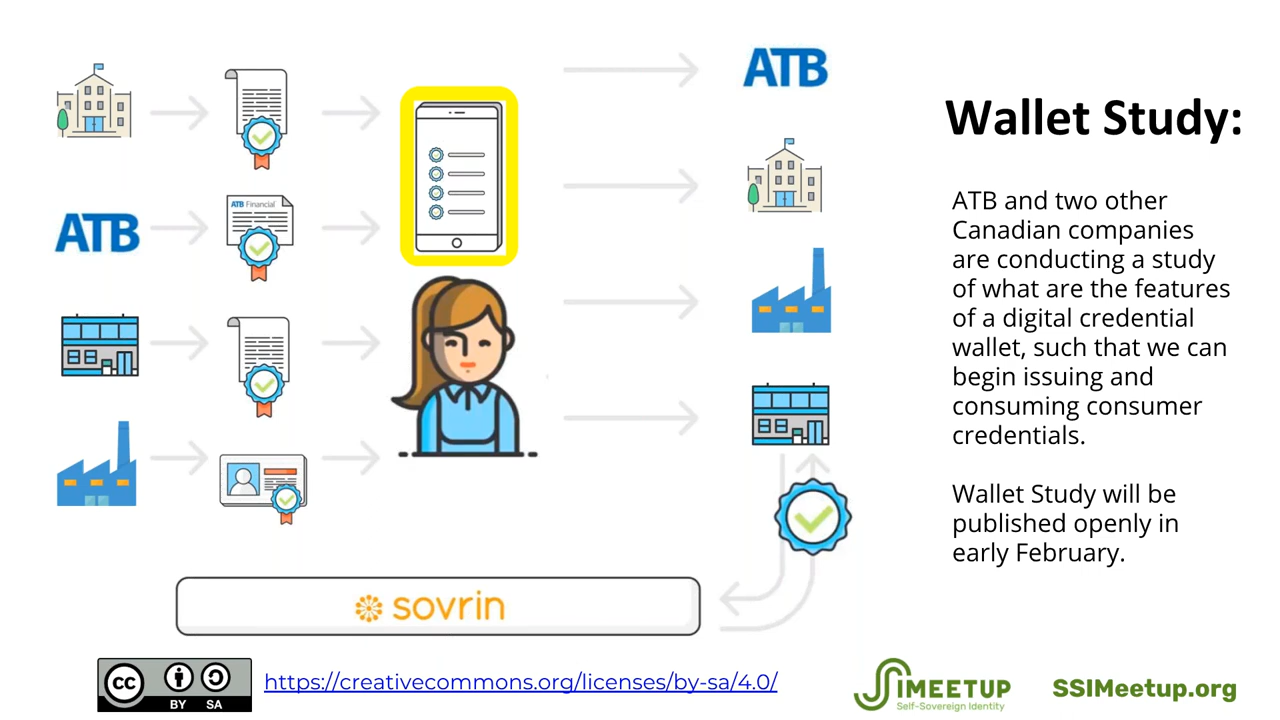 ATB
Wallet Study:
ATB and two other
Canadian companies
are conducting a study
of what are the features
of a digital credential
wallet, such that we can
begin issuing and
consuming consumer
credentials.
Wallet Study will be
published openly in
early February.
ATB
ATB Financial
sovrin
cc
BY SA
https://creativecommons.org/licenses/by-sa/4.0/
SSIMEETUP
Self-Sovereign Identity
SSIMeetup.org